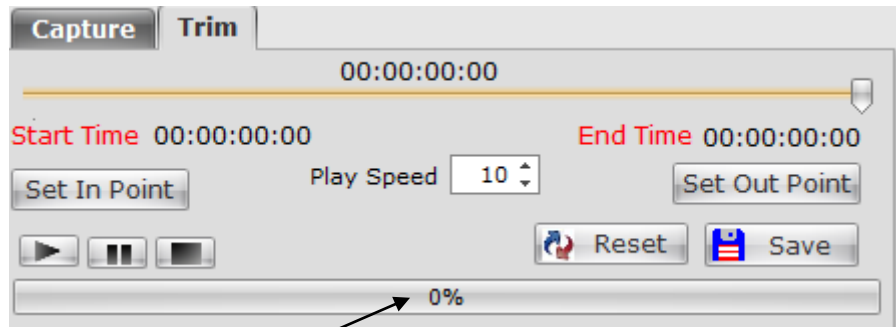 Capture Trim
00:00:00:00
Start Time 00:00:00:00 End Time 00:00:00:00
Set In Point Play Speed 10 Set Out Point
Reset Save
0%